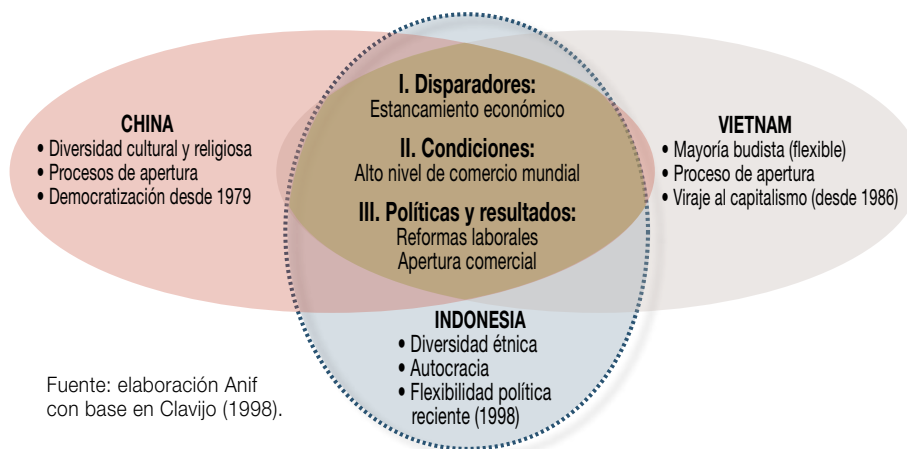 I. Disparadores:
Estancamiento económico
II. Condiciones:
Alto nivel de comercio mundial
III. Políticas y resultados:
Reformas laborales
Apertura comercial
CHINA
• Diversidad cultural y religiosa
• Procesos de apertura
• Democratización desde 1979
VIETNAM
• Mayoría budista (flexible)
• Proceso de apertura
• Viraje al capitalismo (desde 1986)
INDONESIA
• Diversidad étnica
• Autocracia
• Flexibilidad política
reciente (1998)
Fuente: elaboración Anif
con base en Clavijo (1998).